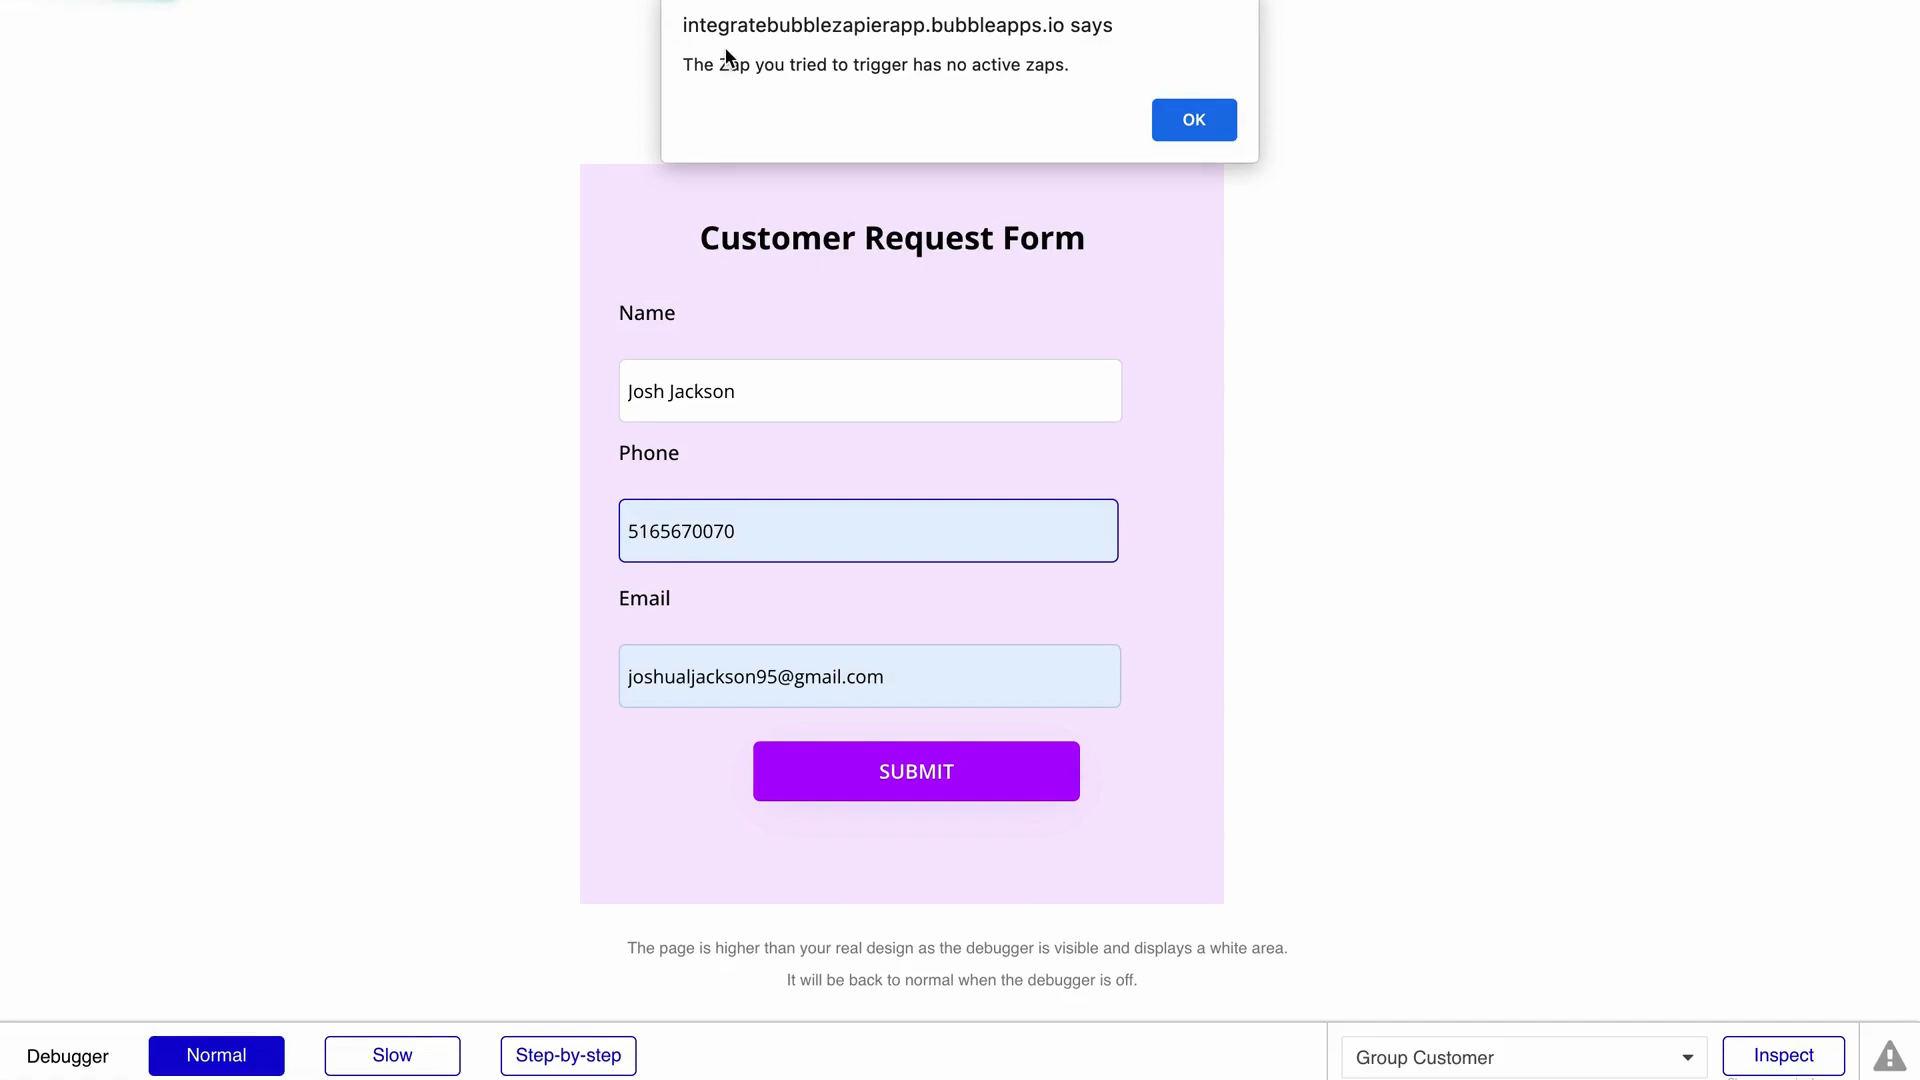 integratebubblezapierapp.bubbleapps.io says
The Zap you tried to trigger has no active zaps.
OK
Customer Request Form
Name
Josh Jackson
Phone
5165670070
Email
joshualjackson95@gmail.com
SUBMIT
The page is higher than your real design as the debugger is visible and displays a white area.
It will be back to normal when the debugger is off.
Debugger
Normal
Slow
Step-by-step
Group Customer
Inspect